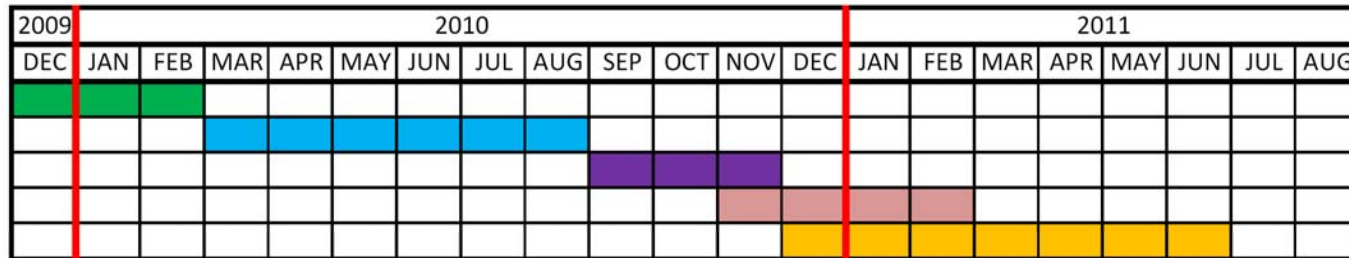 2009 2010 2011
DEC JAN FEB MAR APR MAY JUN JUL AUG SEP OCT NOV DEC JAN FEB MAR APR MAY JUN JUL AUG